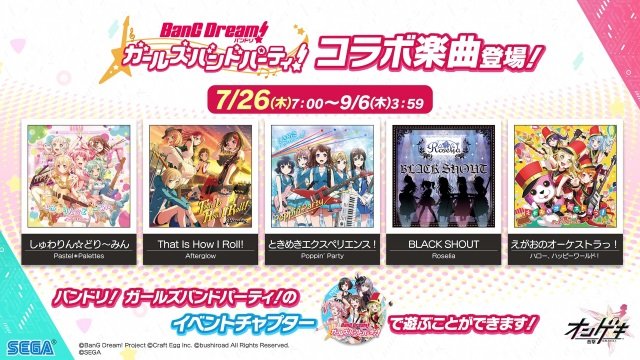 BanG Dream!
バンドリ!
ガールズバンドパーティ!
コラボ楽曲登場!
7/26(木)7:00～9/6(木)3:59
Roselia
BLACK SHOUT
しゅわりん☆どり～みん
Pastel*Palettes
That Is How I Roll!
Afterglow
ときめきエクスペリエンス!
Poppin' Party
BLACK SHOUT
Roselia
えがおのオーケストラっ!
ハロー、ハッピーワールド!
バンドリ! ガールズバンドパーティ!の
イベントチャプター
で遊ぶことができます!
SEGA
©BanG Dream! Project ©Craft Egg Inc. ©bushiroad All Rights Reserved.
©SEGA
オンゲキ